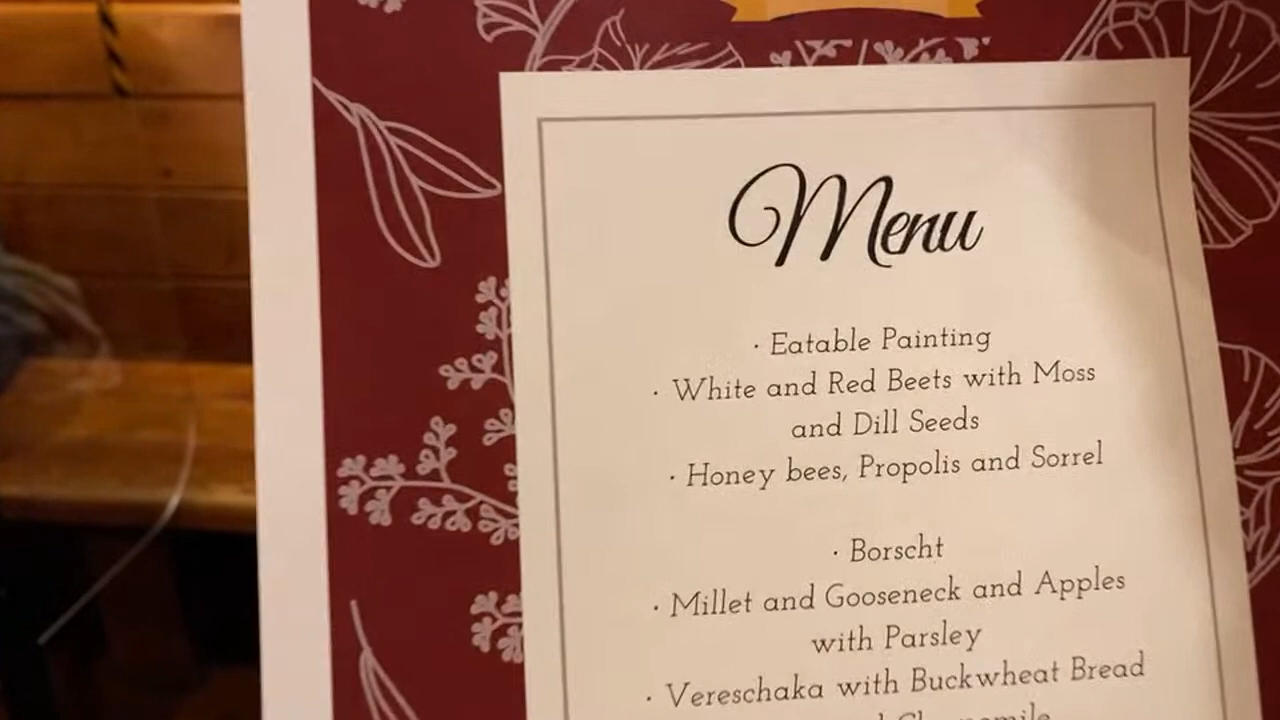 Menu
· Eatable Painting
· White and Red Beets with Moss
and Dill Seeds
· Honey bees, Propolis and Sorrel
· Borscht
· Millet and Gooseneck and Apples
with Parsley
· Vereschaka with Buckwheat Bread